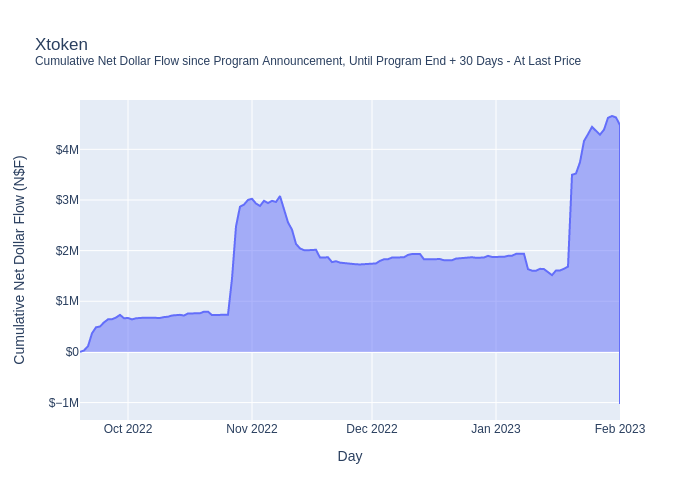 Xtoken
Cumulative Net Dollar Flow since Program Announcement, Until Program End + 30 Days - At Last Price
Cumulative Net Dollar Flow (N$F)
$4M
$3M
$2M
$1M
$0
$−1M
Oct 2022
Nov 2022
Dec 2022
Jan 2023
Feb 2023
Day